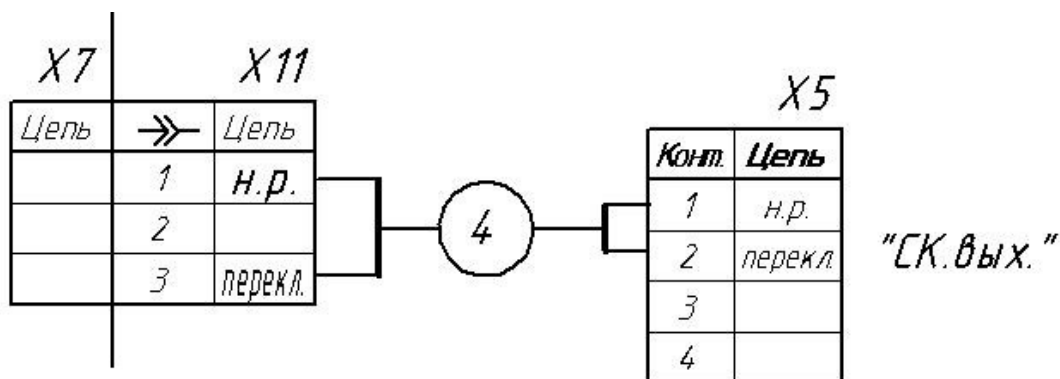 X7 X11
Цепь Цепь
1 н.р.
2
3 перекл.
4
X5
Конт. Цепь
1 н.р.
2 перекл.
3
4
"СК.вых."